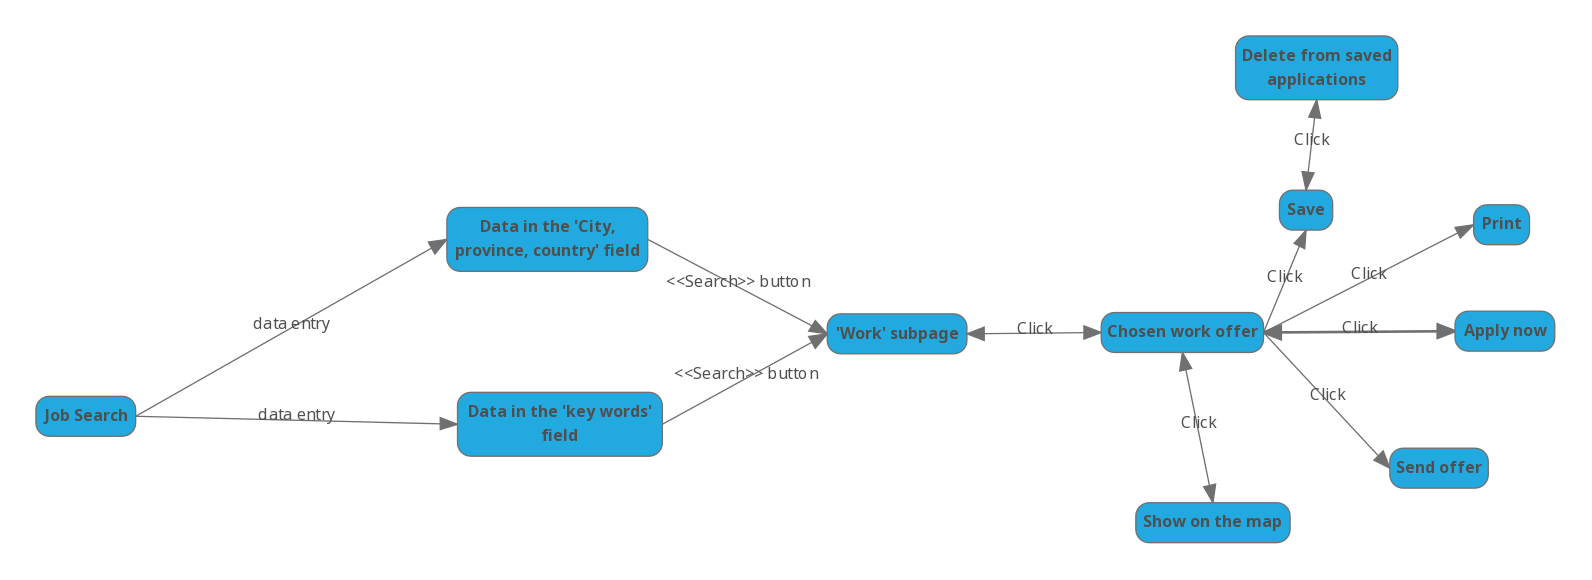 Delete from saved
applications
Click
Save
Data in the 'City,
province, country' field
Print
<<Search>> button
Click
Click
data entry
'Work' subpage
Click
Chosen work offer
Click
Apply now
<<Search>> button
Click
Job Search
data entry
Data in the 'key words'
field
Click
Send offer
Show on the map